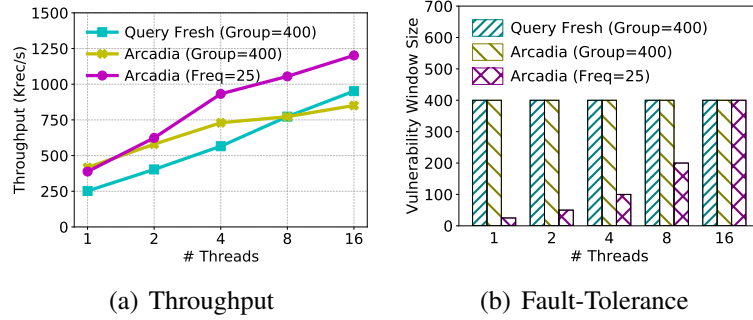 1500
1250
1000
750
500
250
0
Throughput (Krec/s)
Query Fresh (Group=400)
Arcadia (Group=400)
Arcadia (Freq=25)
1 2 4 8 16
# Threads
(a) Throughput
700
600
500
400
300
200
100
0
Vulnerability Window Size
Query Fresh (Group=400)
Arcadia (Group=400)
Arcadia (Freq=25)
1 2 4 8 16
# Threads
(b) Fault-Tolerance